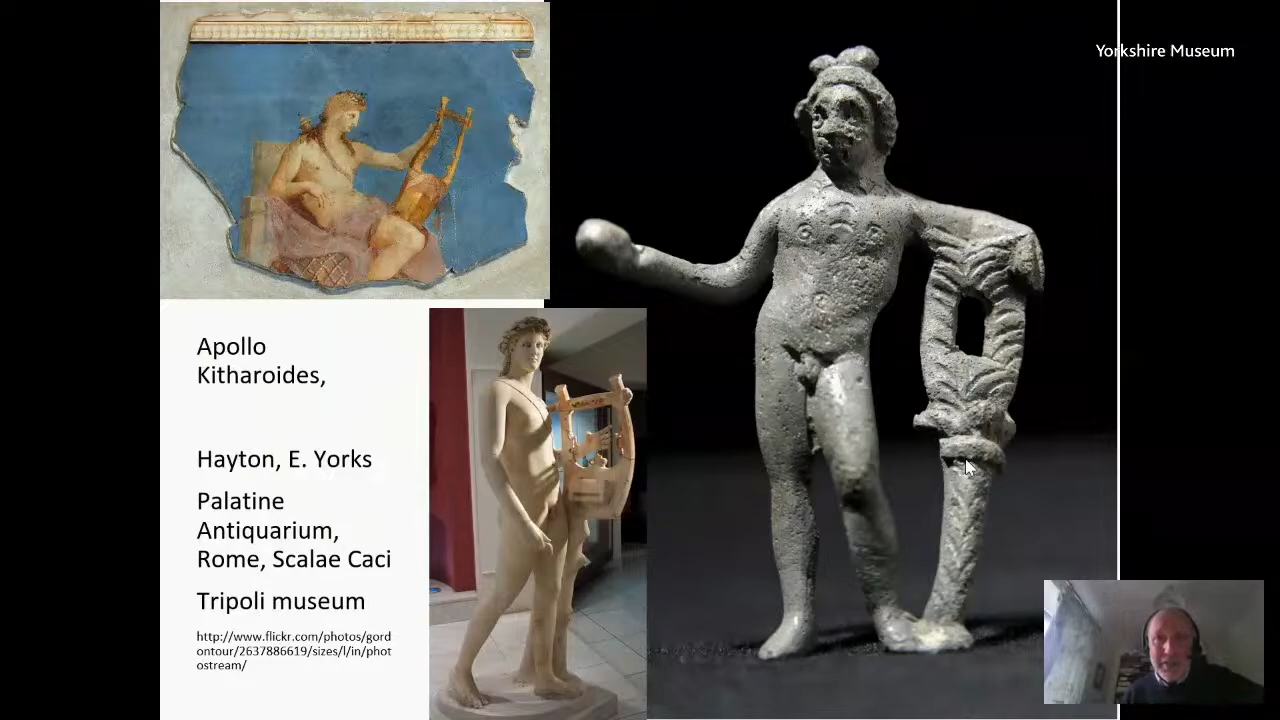 Yorkshire Museum
Apollo
Kitharoides,
Hayton, E. Yorks
Palatine
Antiquarium,
Rome, Scalae Caci
Tripoli museum
http://www.flickr.com/photos/gord
ontour/2637886619/sizes/l/in/phot
ostream/